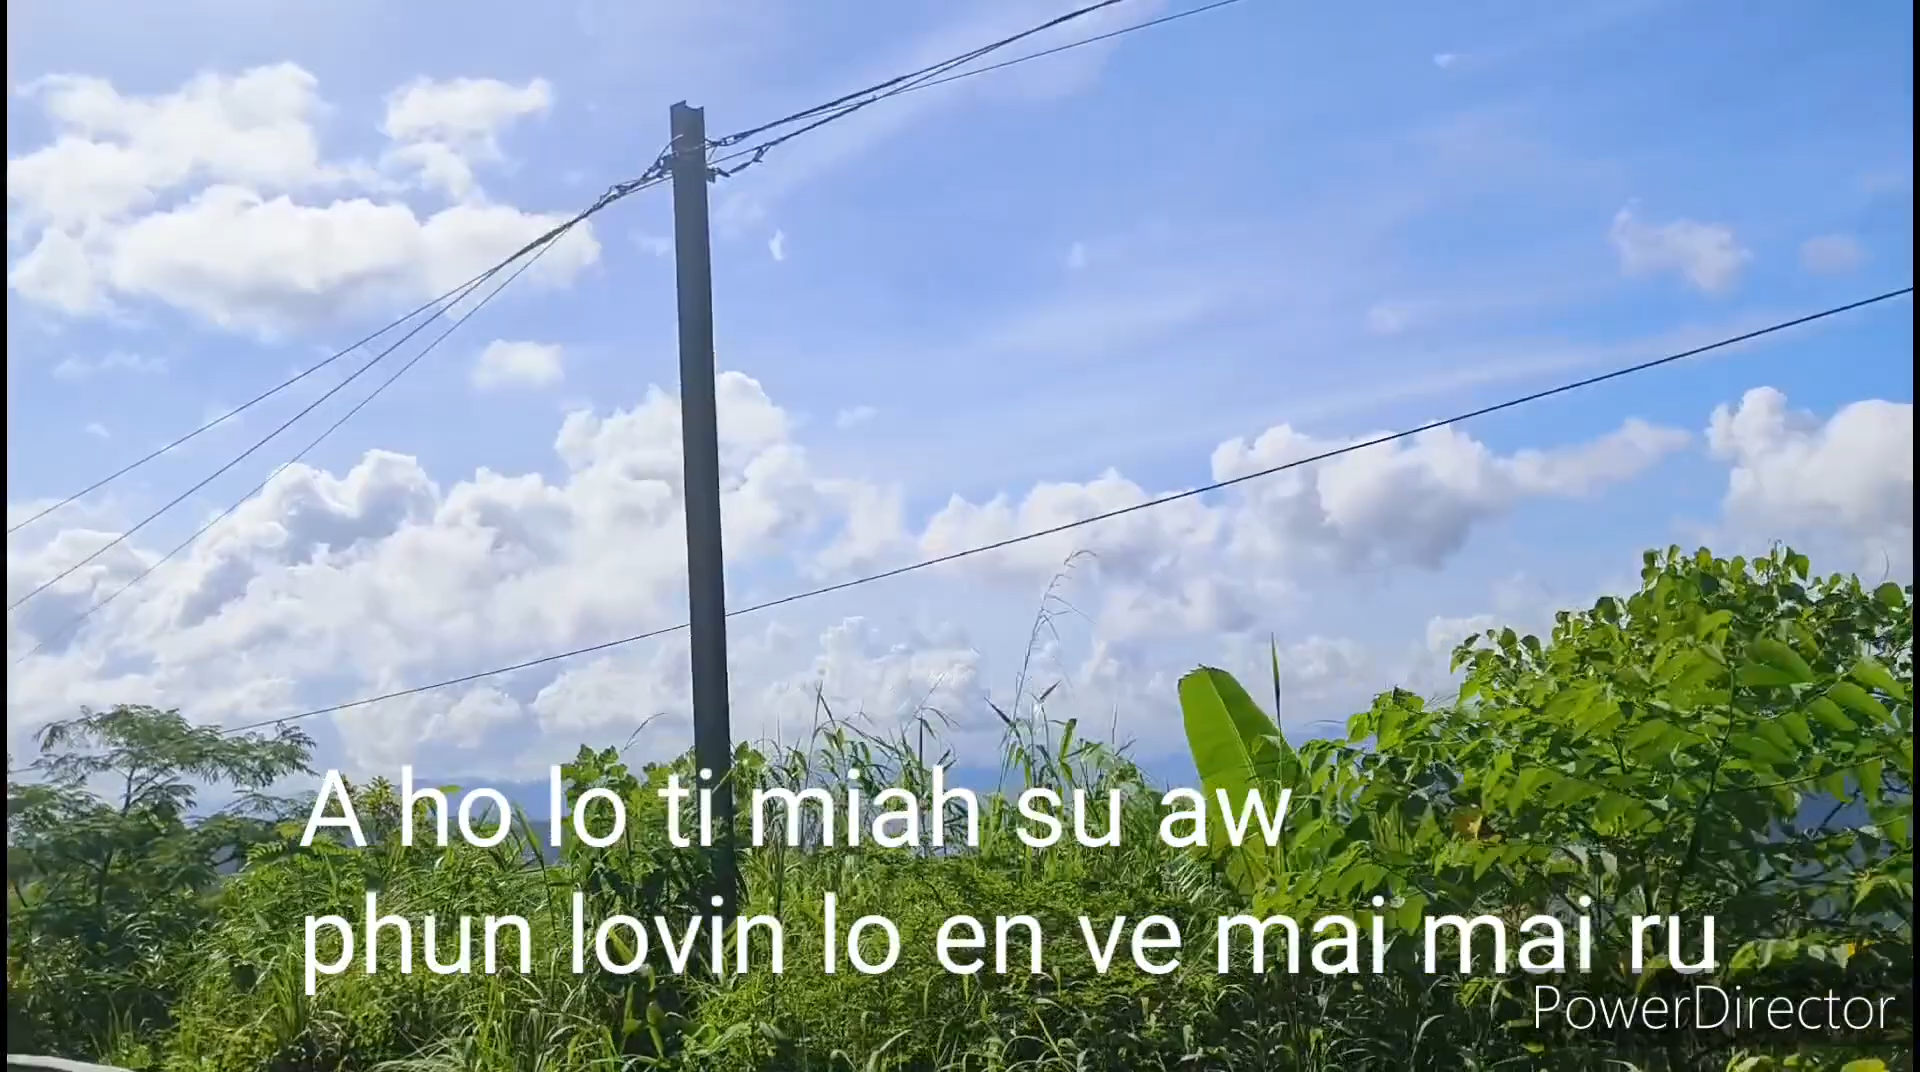 A ho lo ti miah su aw
phun lovin lo en ve mai mai ru
PowerDirector